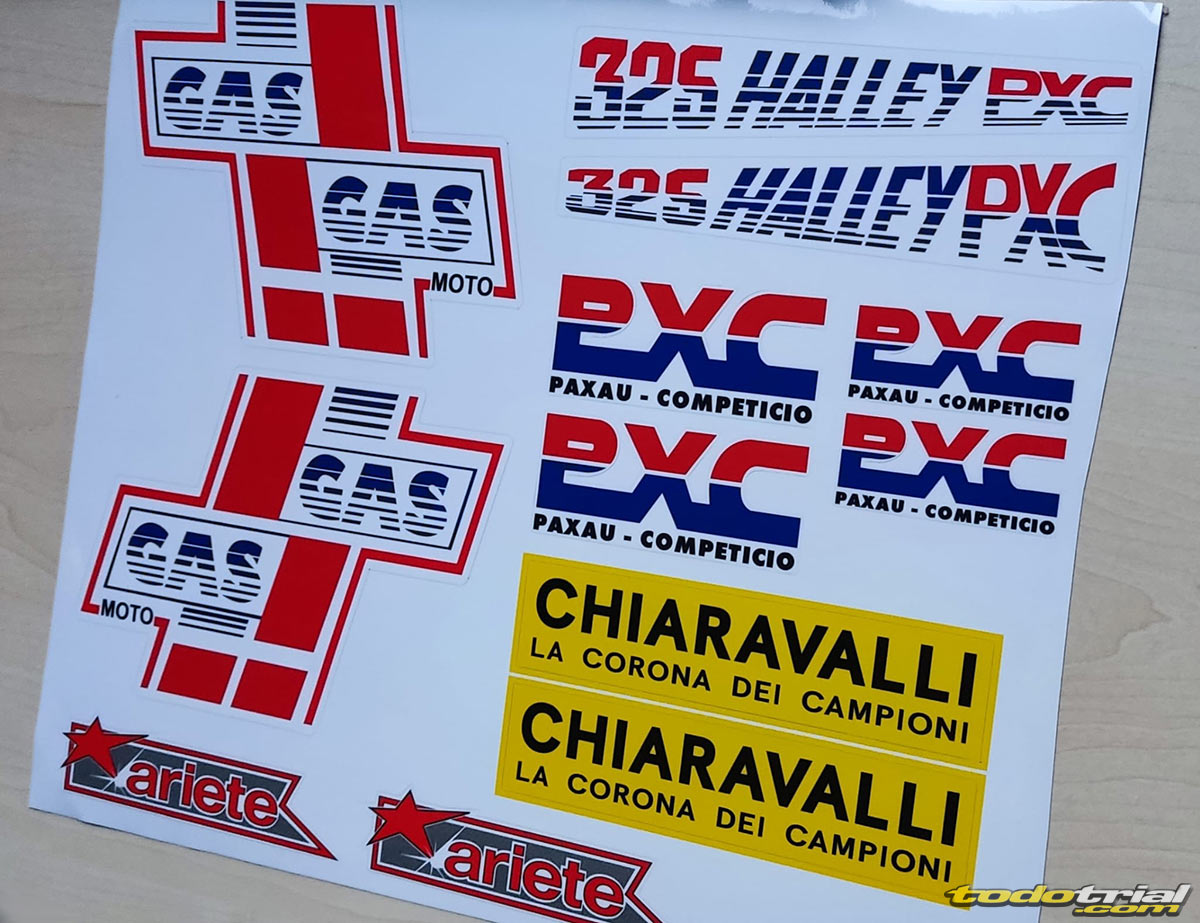 GAS
GAS
MOTO
325 HALLEY PXC
325 HALLEY PXC
PXC
PAXAU - COMPETICIO
PXC
PAXAU - COMPETICIO
PXC
PAXAU - COMPETICIO
PXC
PAXAU - COMPETICIO
GAS
GAS
MOTO
CHIARAVALLI
LA CORONA DEI CAMPIONI
CHIARAVALLI
LA CORONA DEI CAMPIONI
ariete
ariete
todotrial
.com